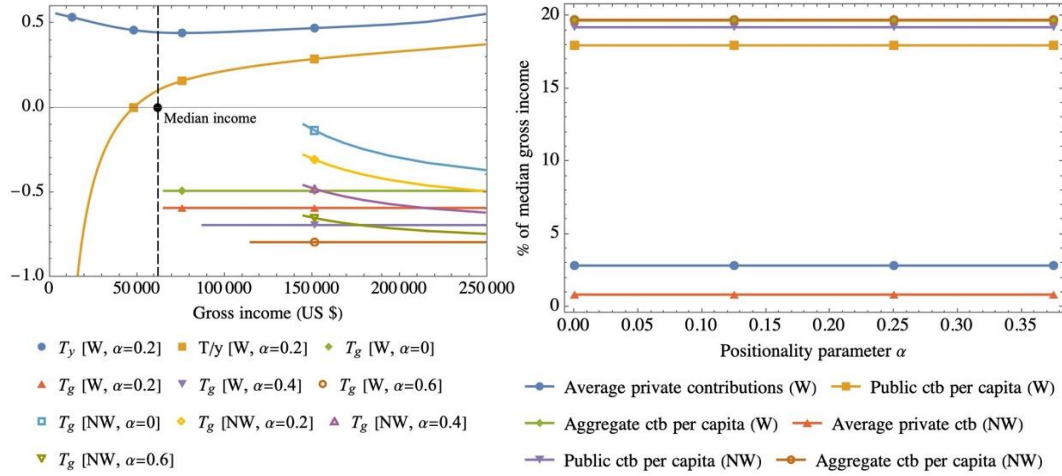 0.5
0.0
−0.5
−1.0
Median income
0 50 000 100 000 150 000 200 000 250 000
Gross income (US $)
T_y [W, α=0.2] T/y [W, α=0.2] T_g [W, α=0]
T_g [W, α=0.2] T_g [W, α=0.4] T_g [W, α=0.6]
T_g [NW, α=0] T_g [NW, α=0.2] T_g [NW, α=0.4]
T_g [NW, α=0.6]
% of median gross income
20
15
10
5
0
0.00 0.05 0.10 0.15 0.20 0.25 0.30 0.35
Positionality parameter α
Average private contributions (W) Public ctb per capita (W)
Aggregate ctb per capita (W) Average private ctb (NW)
Public ctb per capita (NW) Aggregate ctb per capita (NW)